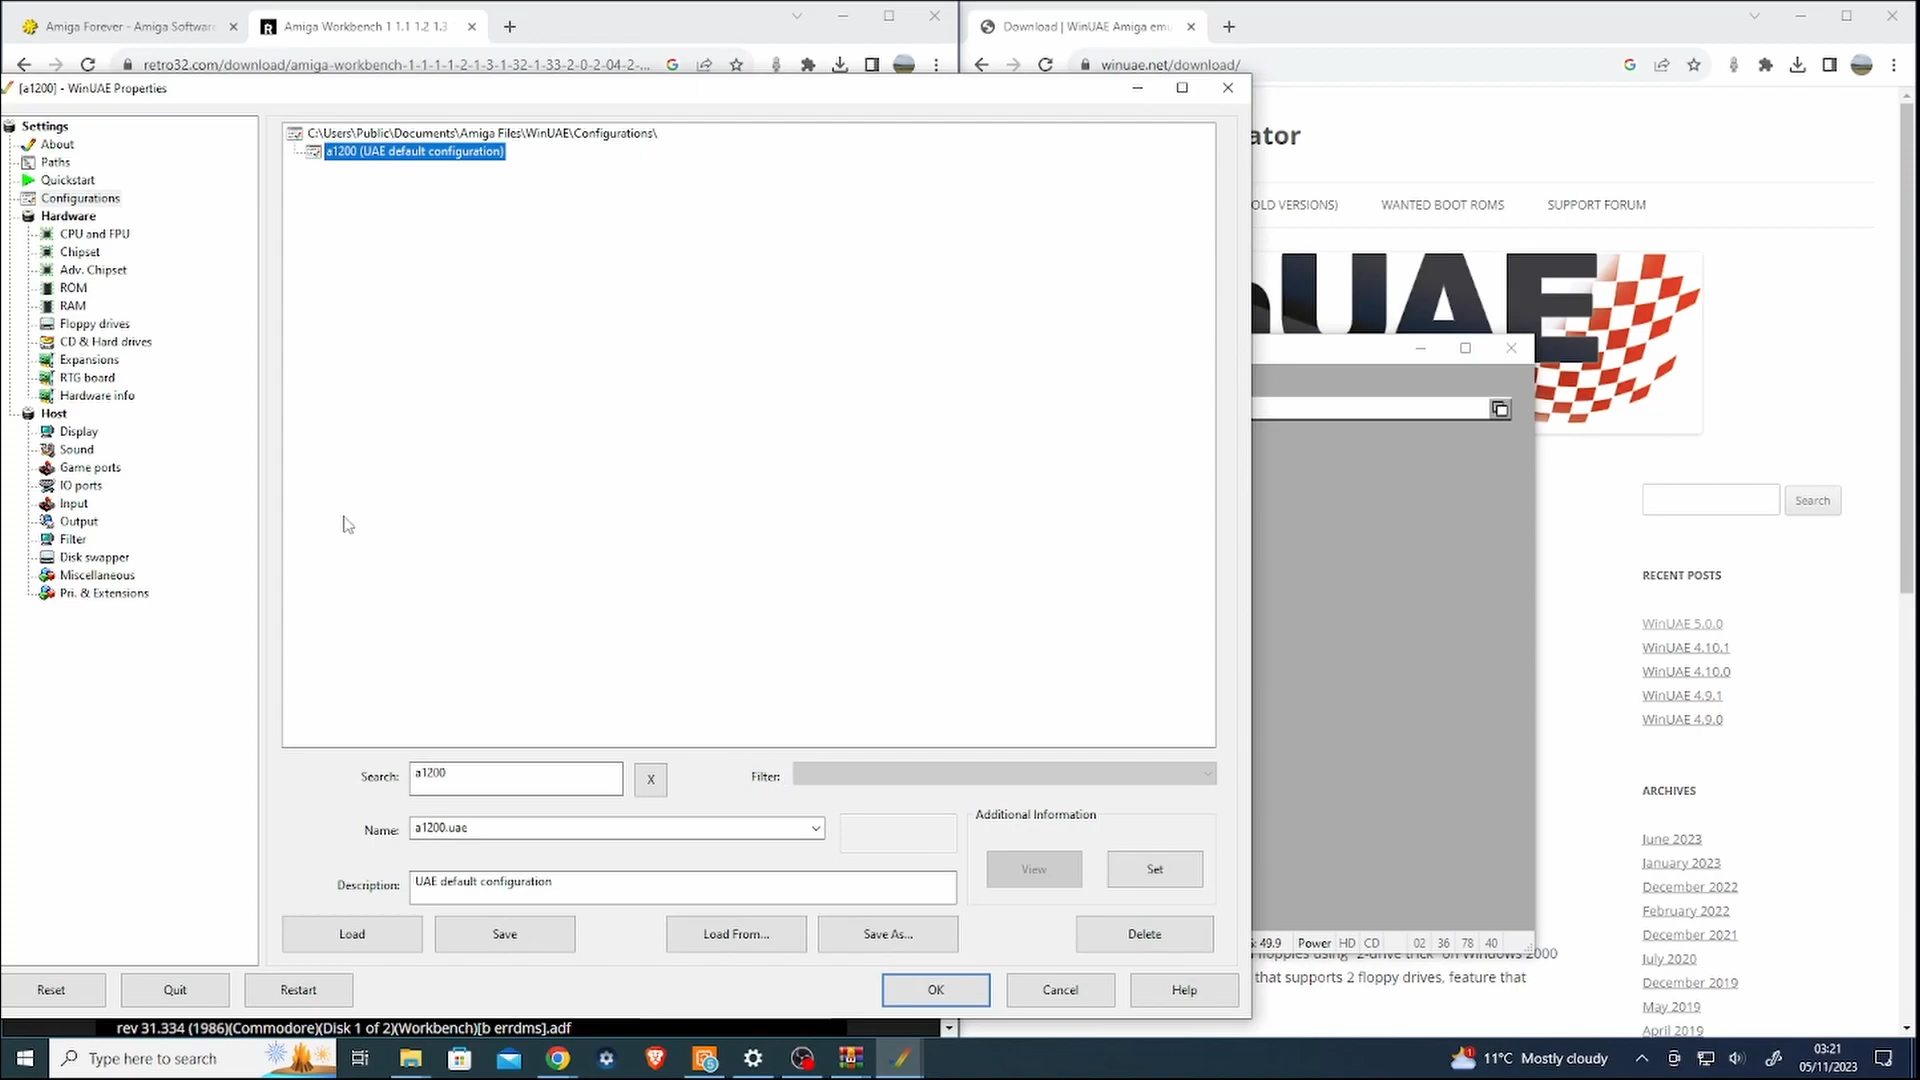 Amiga Forever - Amiga Softwar
Amiga Workbench 1 1.1 1.2 1.3
Download | WinUAE Amiga emu
retro32.com/download/amiga-workbench-1-1-1-1-2-1-3-1-32-1-33-2-0-2-04-2-...
winuae.net/download/
[a1200] - WinUAE Properties
Settings
About
Paths
Quickstart
Configurations
Hardware
CPU and FPU
Chipset
Adv. Chipset
ROM
RAM
Floppy drives
CD & Hard drives
Expansions
RTG board
Hardware info
Host
Display
Sound
Game ports
IO ports
Input
Output
Filter
Disk swapper
Miscellaneous
Pri. & Extensions
C:\Users\Public\Documents\Amiga Files\WinUAE\Configurations\
a1200 (UAE default configuration)
Search: a1200 X
Filter:
Name: a1200.uae
Description: UAE default configuration
Additional Information
View Set
Load Save Load From... Save As... Delete
Reset Quit Restart OK Cancel Help
ator
OLD VERSIONS) WANTED BOOT ROMS SUPPORT FORUM
UAE
Search
RECENT POSTS
WinUAE 5.0.0
WinUAE 4.10.1
WinUAE 4.10.0
WinUAE 4.9.1
WinUAE 4.9.0
ARCHIVES
June 2023
January 2023
December 2022
February 2022
December 2021
July 2020
December 2019
May 2019
April 2019
49.9 Power HD CD 02 36 78 40
floppies using "2-drive trick" on Windows 2000
that supports 2 floppy drives, feature that
rev 31.334 (1986)(Commodore)(Disk 1 of 2)(Workbench)[b errdms].adf
Type here to search
11°C Mostly cloudy
03:21
05/11/2023